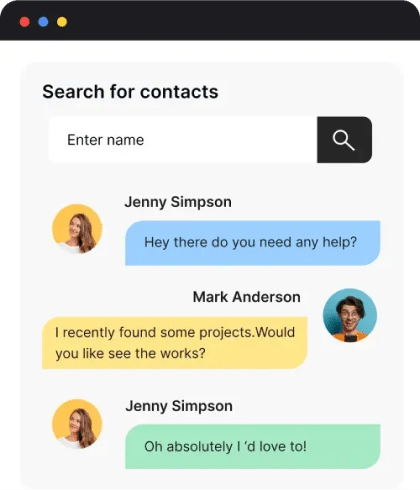 Search for contacts
Enter name
Jenny Simpson
Hey there do you need any help?
Mark Anderson
I recently found some projects.Would
you like see the works?
Jenny Simpson
Oh absolutely I ‘d love to!